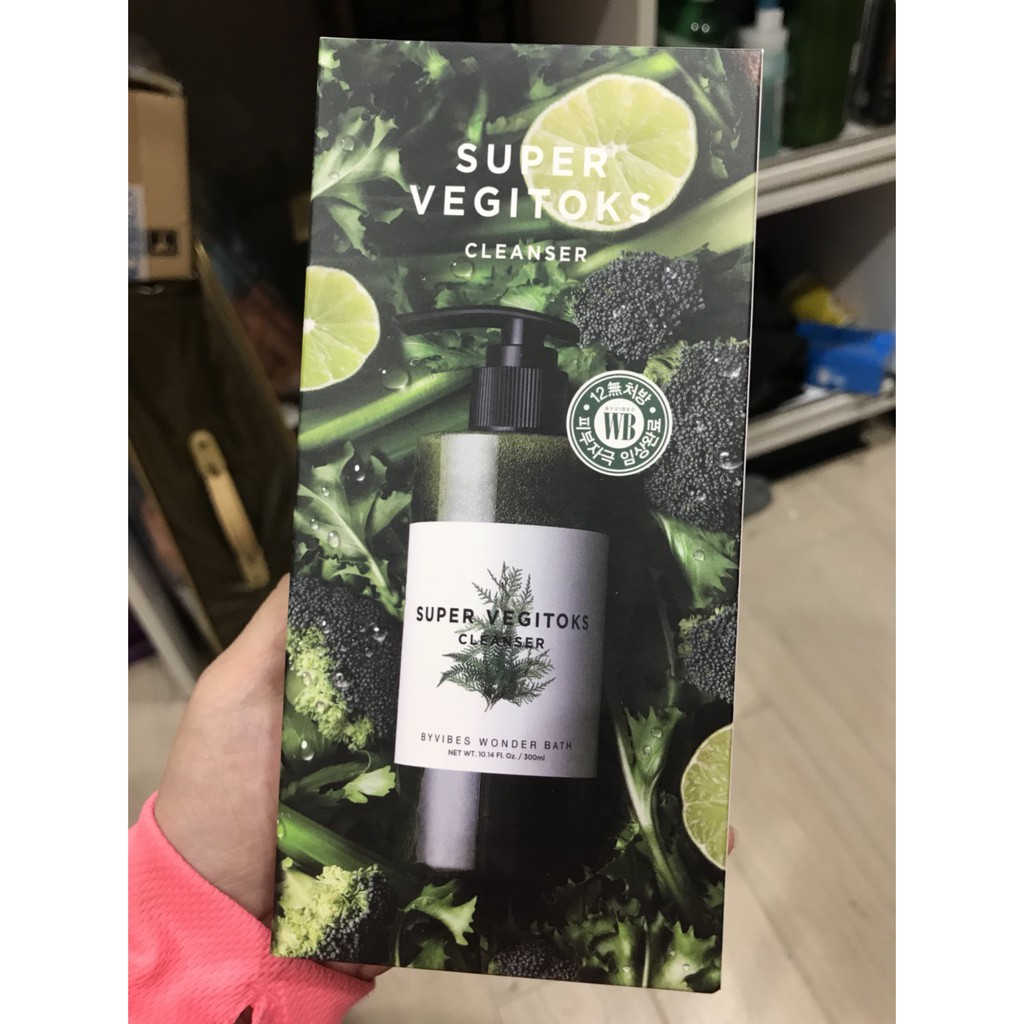 SUPER
VEGITOKS
CLEANSER
12無처방
BYVIBES
WB
피부자극 임상완료
SUPER VEGITOKS
CLEANSER
BYVIBES WONDER BATH
NET WT. 10.14 FL Oz. / 300ml